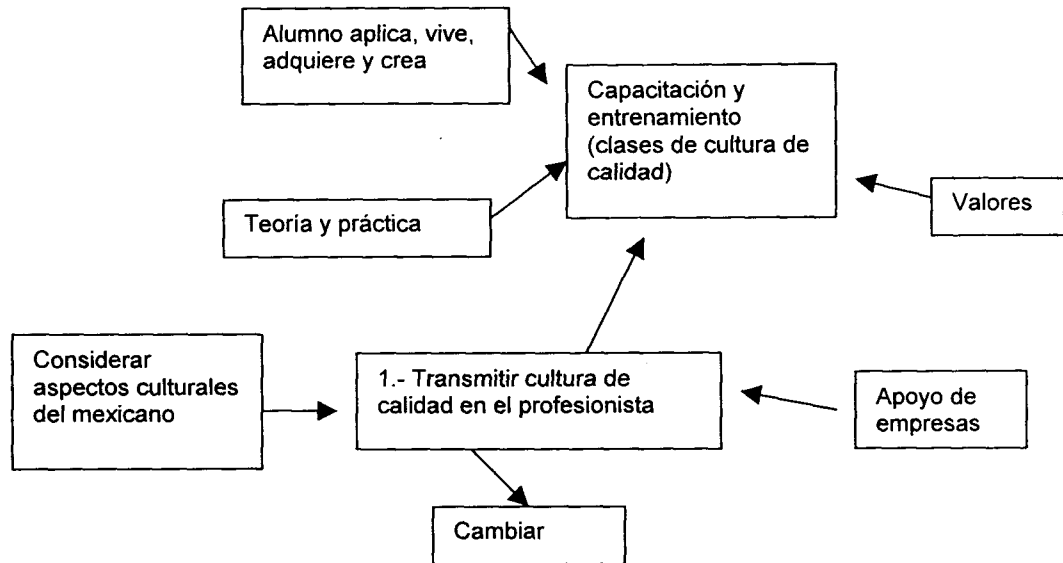 Alumno aplica, vive,
adquiere y crea
Capacitación y
entrenamiento
(clases de cultura de
calidad)
Teoría y práctica
Valores
Considerar
aspectos culturales
del mexicano
1.- Transmitir cultura de
calidad en el profesionista
Apoyo de
empresas
Cambiar